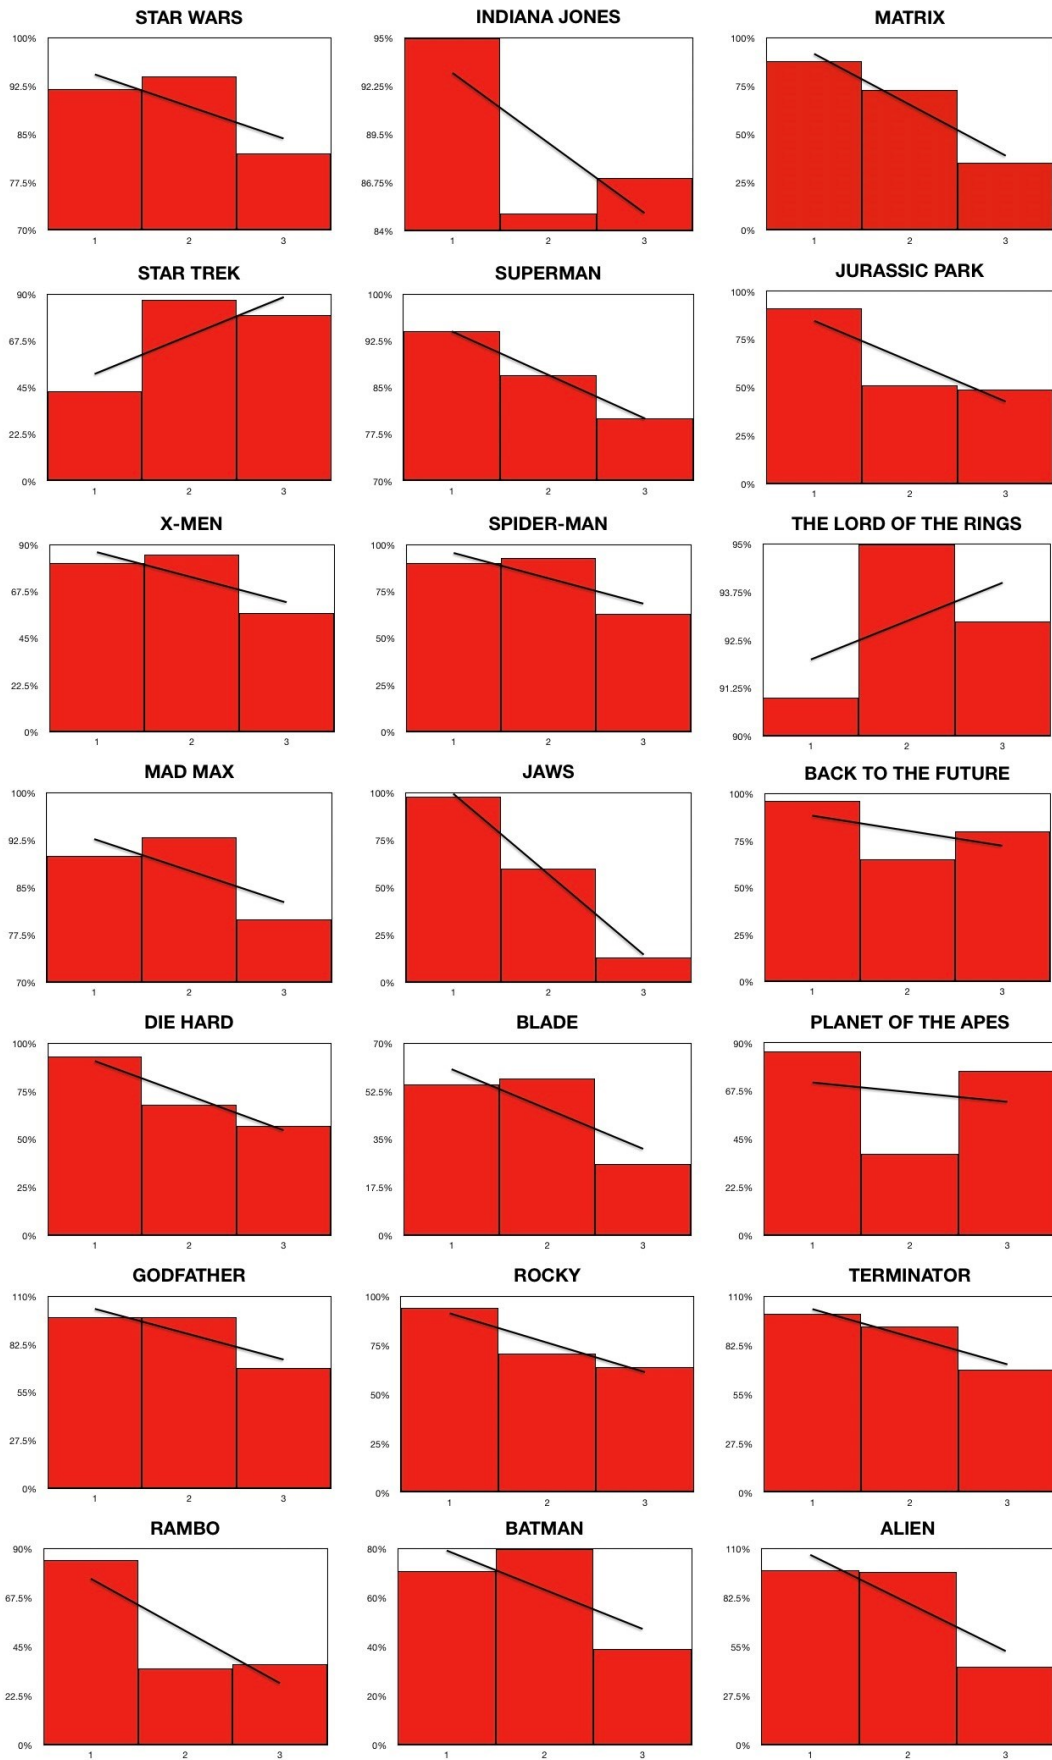 STAR WARS
100%
92.5%
85%
77.5%
70%
1 2 3
INDIANA JONES
95%
92.25%
89.5%
86.75%
84%
1 2 3
MATRIX
100%
75%
50%
25%
0%
1 2 3
STAR TREK
90%
67.5%
45%
22.5%
0%
1 2 3
SUPERMAN
100%
92.5%
85%
77.5%
70%
1 2 3
JURASSIC PARK
100%
75%
50%
25%
0%
1 2 3
X-MEN
90%
67.5%
45%
22.5%
0%
1 2 3
SPIDER-MAN
100%
75%
50%
25%
0%
1 2 3
THE LORD OF THE RINGS
95%
93.75%
92.5%
91.25%
90%
1 2 3
MAD MAX
100%
92.5%
85%
77.5%
70%
1 2 3
JAWS
100%
75%
50%
25%
0%
1 2 3
BACK TO THE FUTURE
100%
75%
50%
25%
0%
1 2 3
DIE HARD
100%
75%
50%
25%
0%
1 2 3
BLADE
70%
52.5%
35%
17.5%
0%
1 2 3
PLANET OF THE APES
90%
67.5%
45%
22.5%
0%
1 2 3
GODFATHER
110%
82.5%
55%
27.5%
0%
1 2 3
ROCKY
100%
75%
50%
25%
0%
1 2 3
TERMINATOR
110%
82.5%
55%
27.5%
0%
1 2 3
RAMBO
90%
67.5%
45%
22.5%
0%
1 2 3
BATMAN
80%
60%
40%
20%
0%
1 2 3
ALIEN
110%
82.5%
55%
27.5%
0%
1 2 3